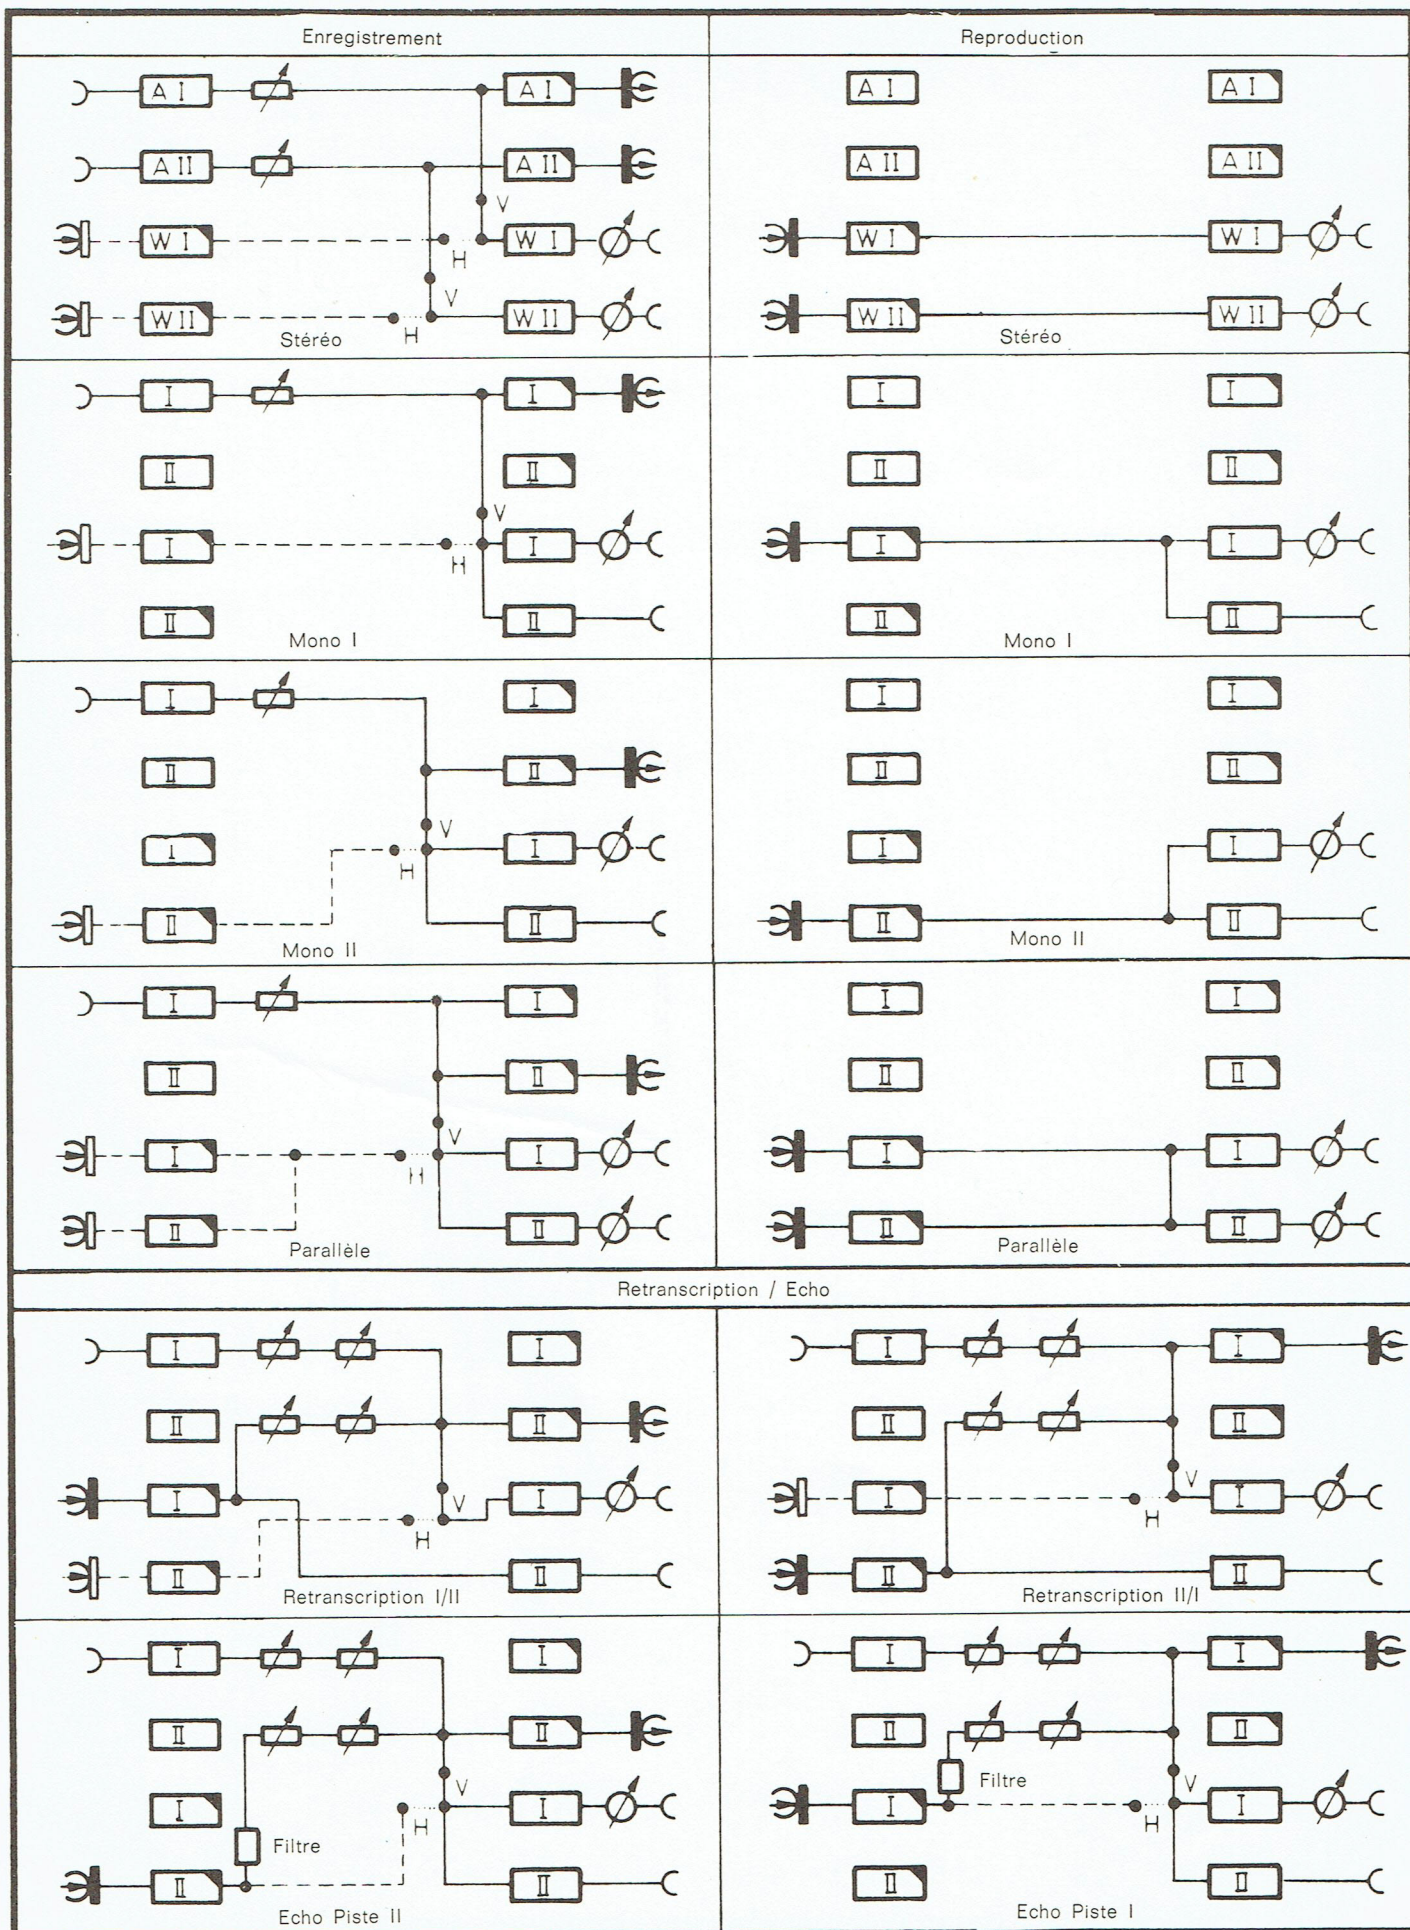 Enregistrement
Reproduction
A I
A I
A II
A II
V
W I
H
W I
V
W II
H
W II
Stéréo
A I
A I
A II
A II
W I
W I
W II
W II
Stéréo
I
I
II
II
V
I
H
I
II
II
Mono I
I
I
II
II
I
I
II
II
Mono I
I
I
II
II
V
I
H
I
II
II
Mono II
I
I
II
II
I
I
II
II
Mono II
I
I
II
II
V
I
H
I
II
II
Parallèle
I
I
II
II
I
I
II
II
Parallèle
Retranscription / Echo
I
I
II
II
I
V
I
H
II
II
Retranscription I/II
I
I
II
II
V
I
H
I
II
II
Retranscription II/I
I
I
II
II
V
I
H
I
Filtre
II
II
Echo Piste II
I
I
II
II
Filtre
V
I
H
I
II
II
Echo Piste I